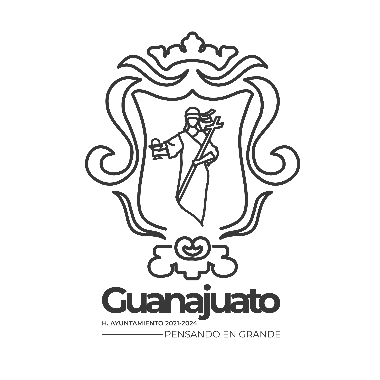 Guanajuato
H. AYUNTAMIENTO 2021-2024
PENSANDO EN GRANDE